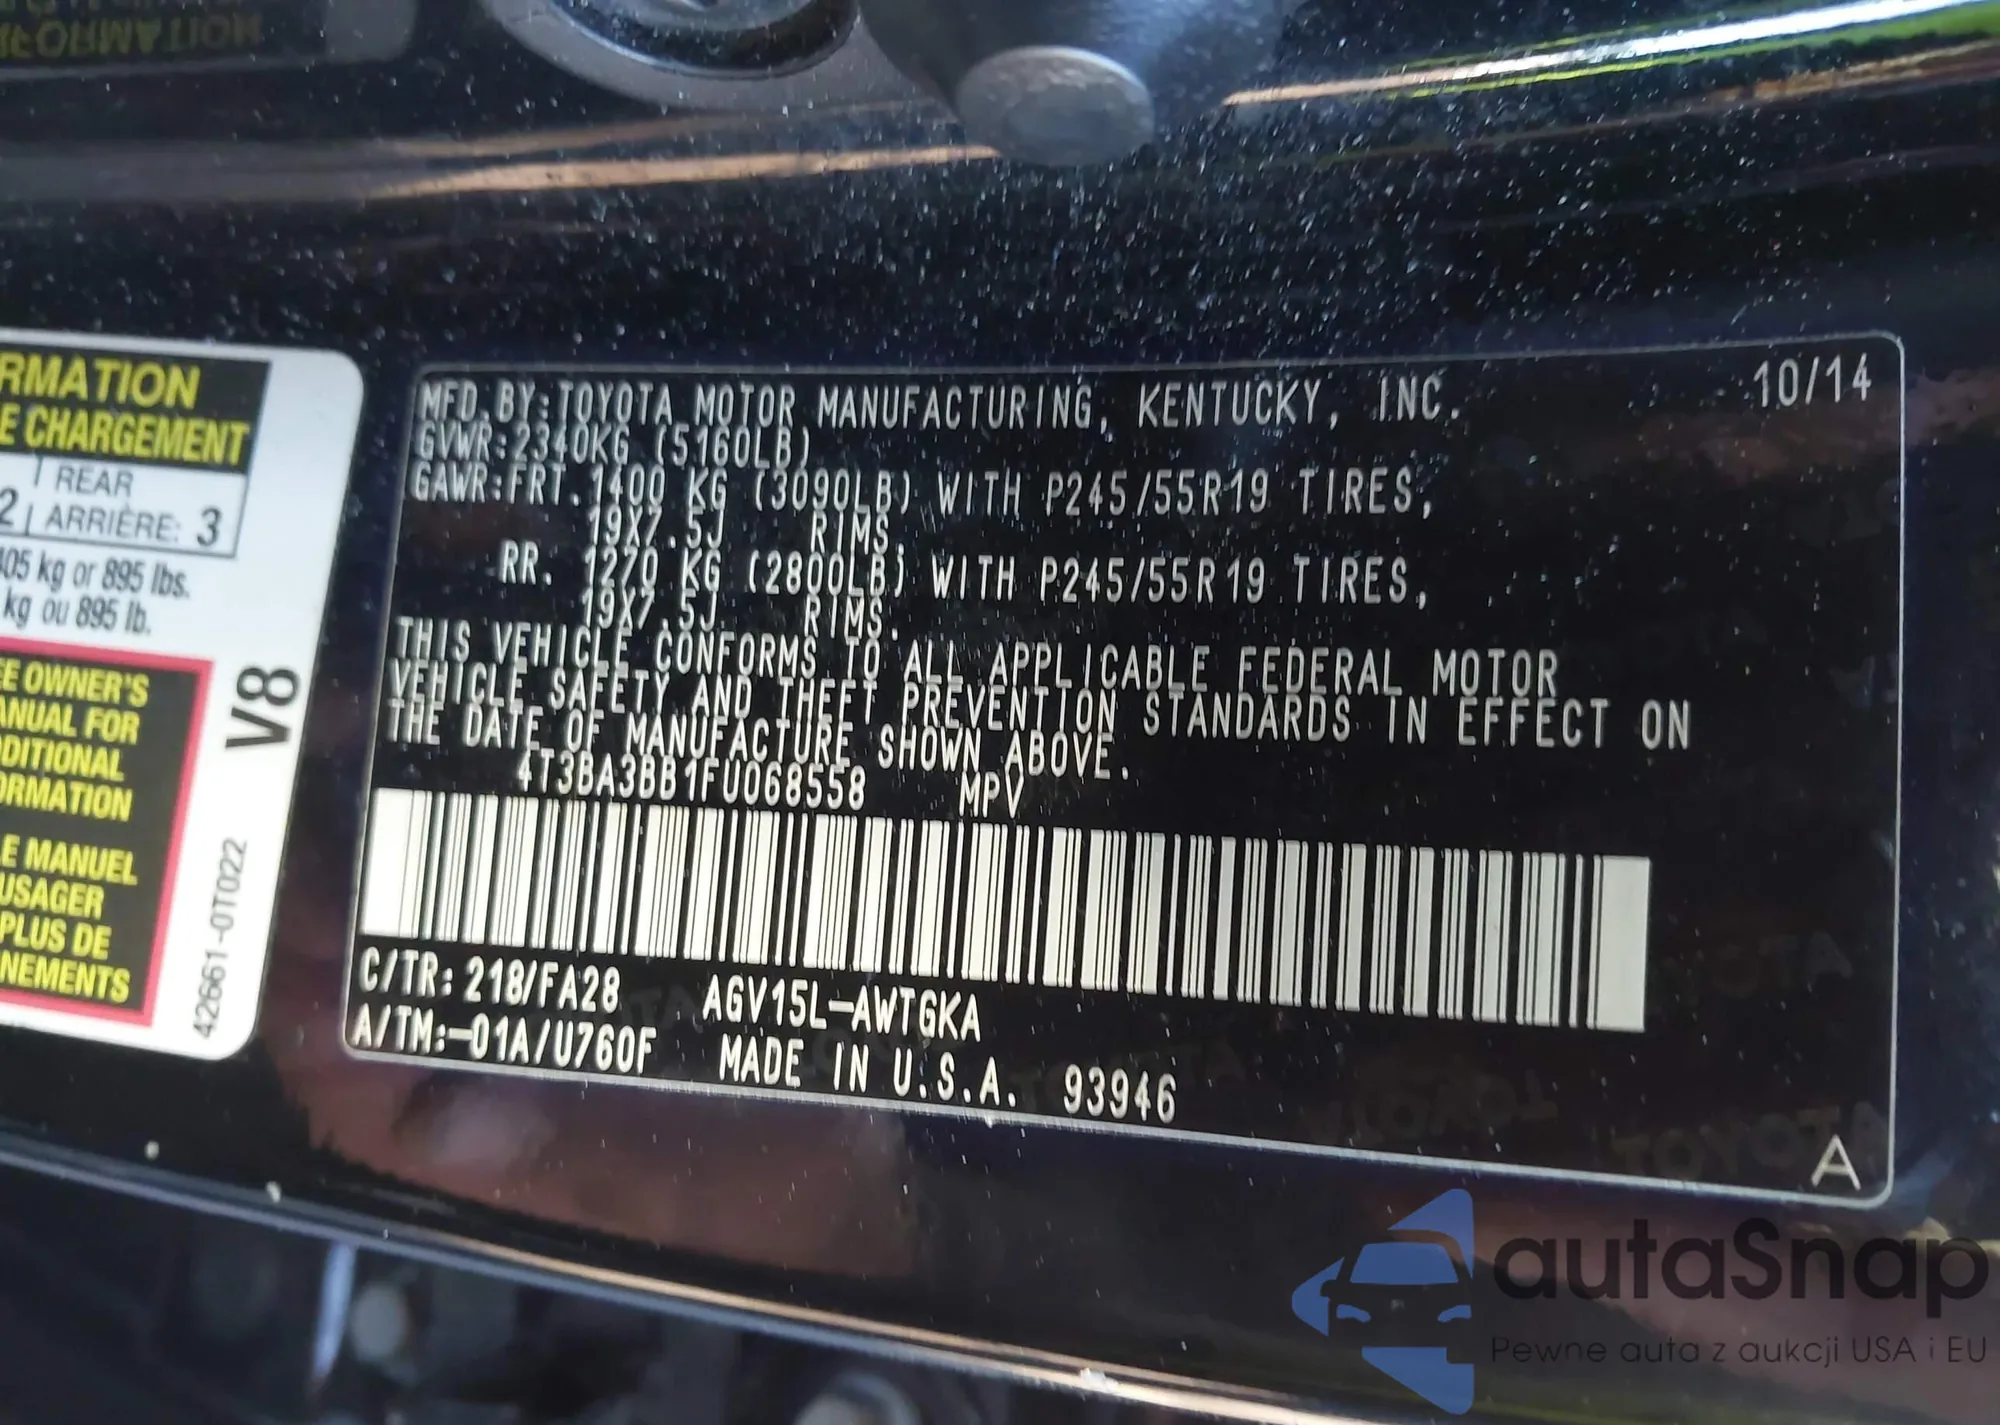 RMATION
E CHARGEMENT
REAR
2 ARRIÈRE: 3
405 kg or 895 lbs.
kg ou 895 lb.
EE OWNER'S
ANUAL FOR
DDITIONAL
ORMATION
LE MANUEL
USAGER
PLUS DE
NEMENTS
V8
42661-0T022
10/14
MFD.BY:TOYOTA MOTOR MANUFACTURING, KENTUCKY, INC.
GVWR:2340KG (5160LB)
GAWR:FRT.1400 KG (3090LB) WITH P245/55R19 TIRES,
19X7.5J RIMS,
RR. 1270 KG (2800LB) WITH P245/55R19 TIRES,
19X7.5J RIMS.
THIS VEHICLE CONFORMS TO ALL APPLICABLE FEDERAL MOTOR
VEHICLE SAFETY AND THEFT PREVENTION STANDARDS IN EFFECT ON
THE DATE OF MANUFACTURE SHOWN ABOVE.
4T3BA3BB1FU068558 MPV
C/TR: 218/FA28 AGV15L-AWTGKA
A/TM:-01A/U760F MADE IN U.S.A. 93946
A
autaSnap
Pewne auta z aukcji USA i EU